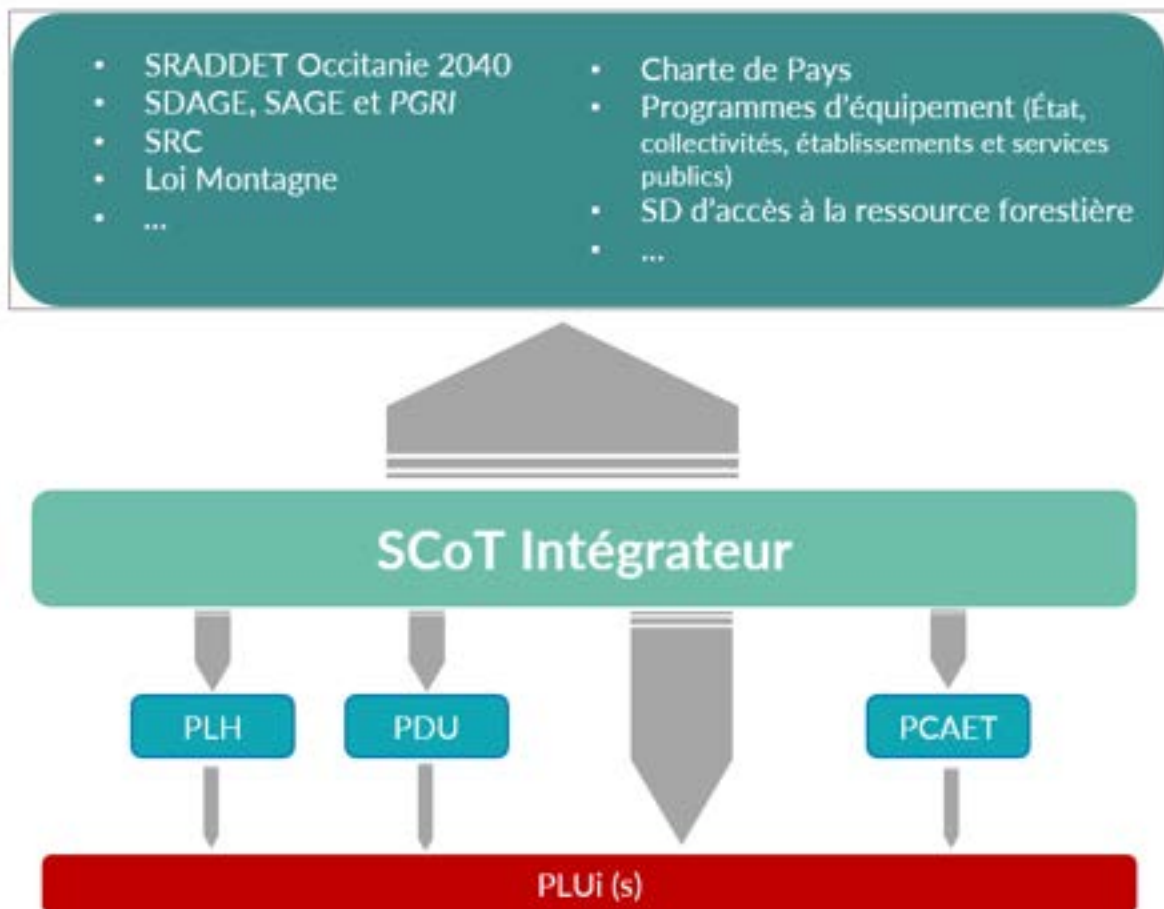 • SRADDET Occitanie 2040
• SDAGE, SAGE et PGRI
• SRC
• Loi Montagne
• ...
• Charte de Pays
• Programmes d'équipement (État,
collectivités, établissements et services
publics)
• SD d'accès à la ressource forestière
• ...
SCoT Intégrateur
PLH
PDU
PCAET
PLUi (s)